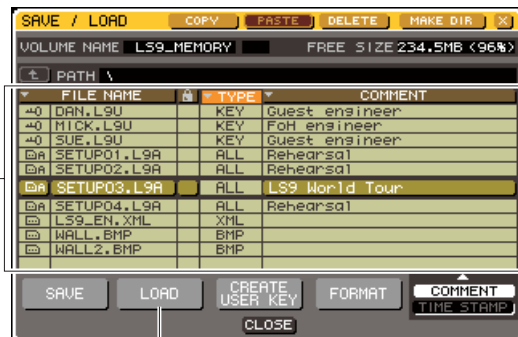 SAVE / LOAD COPY PASTE DELETE MAKE DIR X
VOLUME NAME LS9_MEMORY FREE SIZE 234.5MB (96%)
PATH \
FILE NAME TYPE COMMENT
DAN.L9U KEY Guest engineer
MICK.L9U KEY FoH engineer
SUE.L9U KEY Guest engineer
SETUP01.L9A ALL Rehearsal
SETUP02.L9A ALL Rehearsal
SETUP03.L9A ALL LS9 World Tour
SETUP04.L9A ALL Rehearsal
LS9_EN.XML XML
WALL.BMP BMP
WALL2.BMP BMP
SAVE LOAD CREATE USER KEY FORMAT COMMENT
TIME STAMP
CLOSE